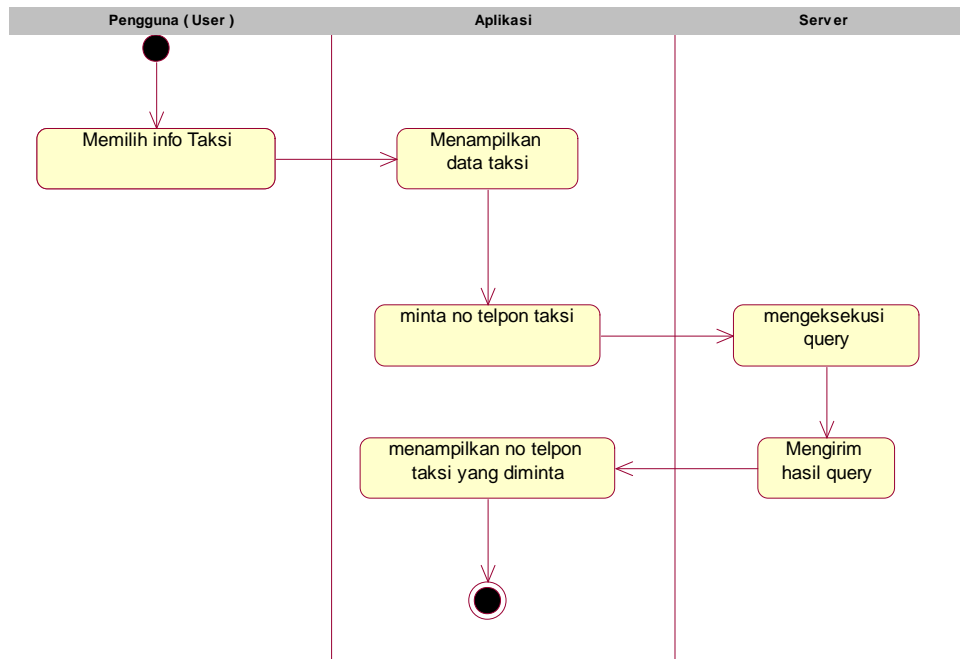 Pengguna ( User )
Aplikasi
Server
Memilih info Taksi
Menampilkan
data taksi
minta no telpon taksi
mengeksekusi
query
menampilkan no telpon
taksi yang diminta
Mengirim
hasil query